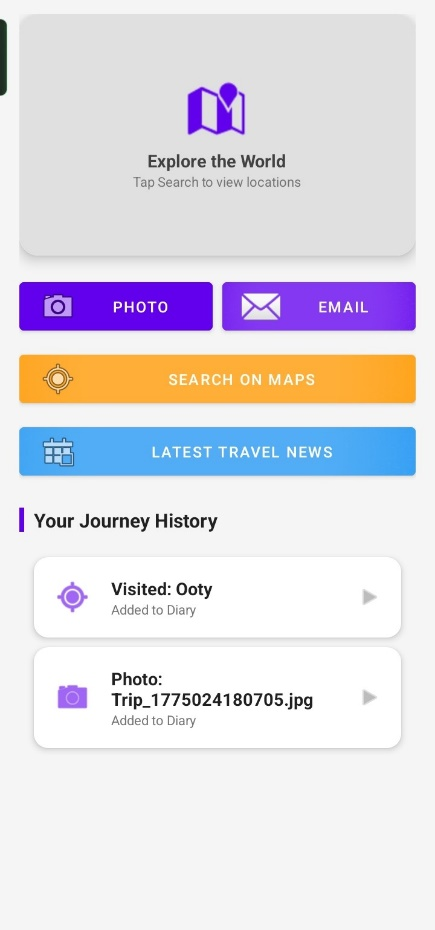 Explore the World
Tap Search to view locations
PHOTO
EMAIL
SEARCH ON MAPS
LATEST TRAVEL NEWS
Your Journey History
Visited: Ooty
Added to Diary
Photo:
Trip_1775024180705.jpg
Added to Diary